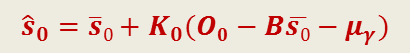 ŝ₀ = s̅₀ + K₀(O₀ − Bs̅₀ − μᵧ)